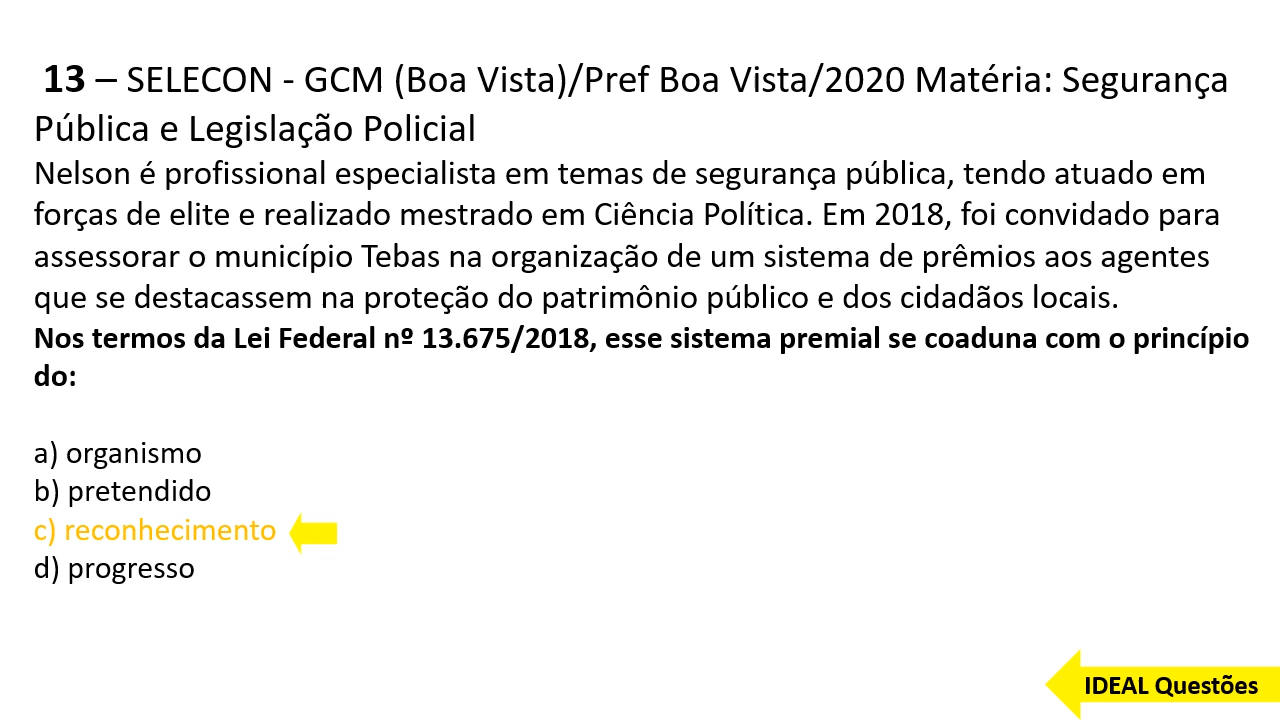 13 – SELECON - GCM (Boa Vista)/Pref Boa Vista/2020 Matéria: Segurança
Pública e Legislação Policial
Nelson é profissional especialista em temas de segurança pública, tendo atuado em
forças de elite e realizado mestrado em Ciência Política. Em 2018, foi convidado para
assessorar o município Tebas na organização de um sistema de prêmios aos agentes
que se destacassem na proteção do patrimônio público e dos cidadãos locais.
Nos termos da Lei Federal nº 13.675/2018, esse sistema premial se coaduna com o princípio
do:
a) organismo
b) pretendido
c) reconhecimento
d) progresso
IDEAL Questões